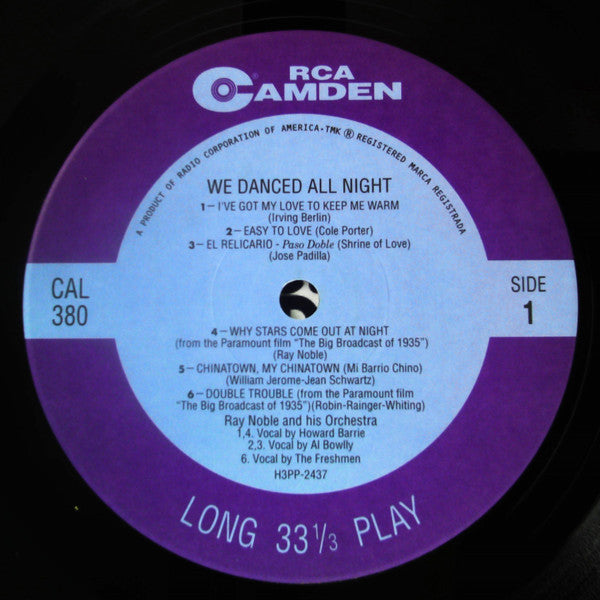 RCA
CAMDEN
A PRODUCT OF RADIO CORPORATION OF AMERICA-TMK ® REGISTERED MARCA REGISTRADA
WE DANCED ALL NIGHT
1 – I'VE GOT MY LOVE TO KEEP ME WARM
(Irving Berlin)
2 – EASY TO LOVE (Cole Porter)
3 – EL RELICARIO - Paso Doble (Shrine of Love)
(Jose Padilla)
CAL
380
SIDE
1
4 – WHY STARS COME OUT AT NIGHT
(from the Paramount film "The Big Broadcast of 1935")
(Ray Noble)
5 – CHINATOWN, MY CHINATOWN (Mi Barrio Chino)
(William Jerome-Jean Schwartz)
6 – DOUBLE TROUBLE (from the Paramount film
"The Big Broadcast of 1935")(Robin-Rainger-Whiting)
Ray Noble and his Orchestra
1,4. Vocal by Howard Barrie
2,3. Vocal by Al Bowlly
6. Vocal by The Freshmen
H3PP-2437
LONG 33 1/3 PLAY